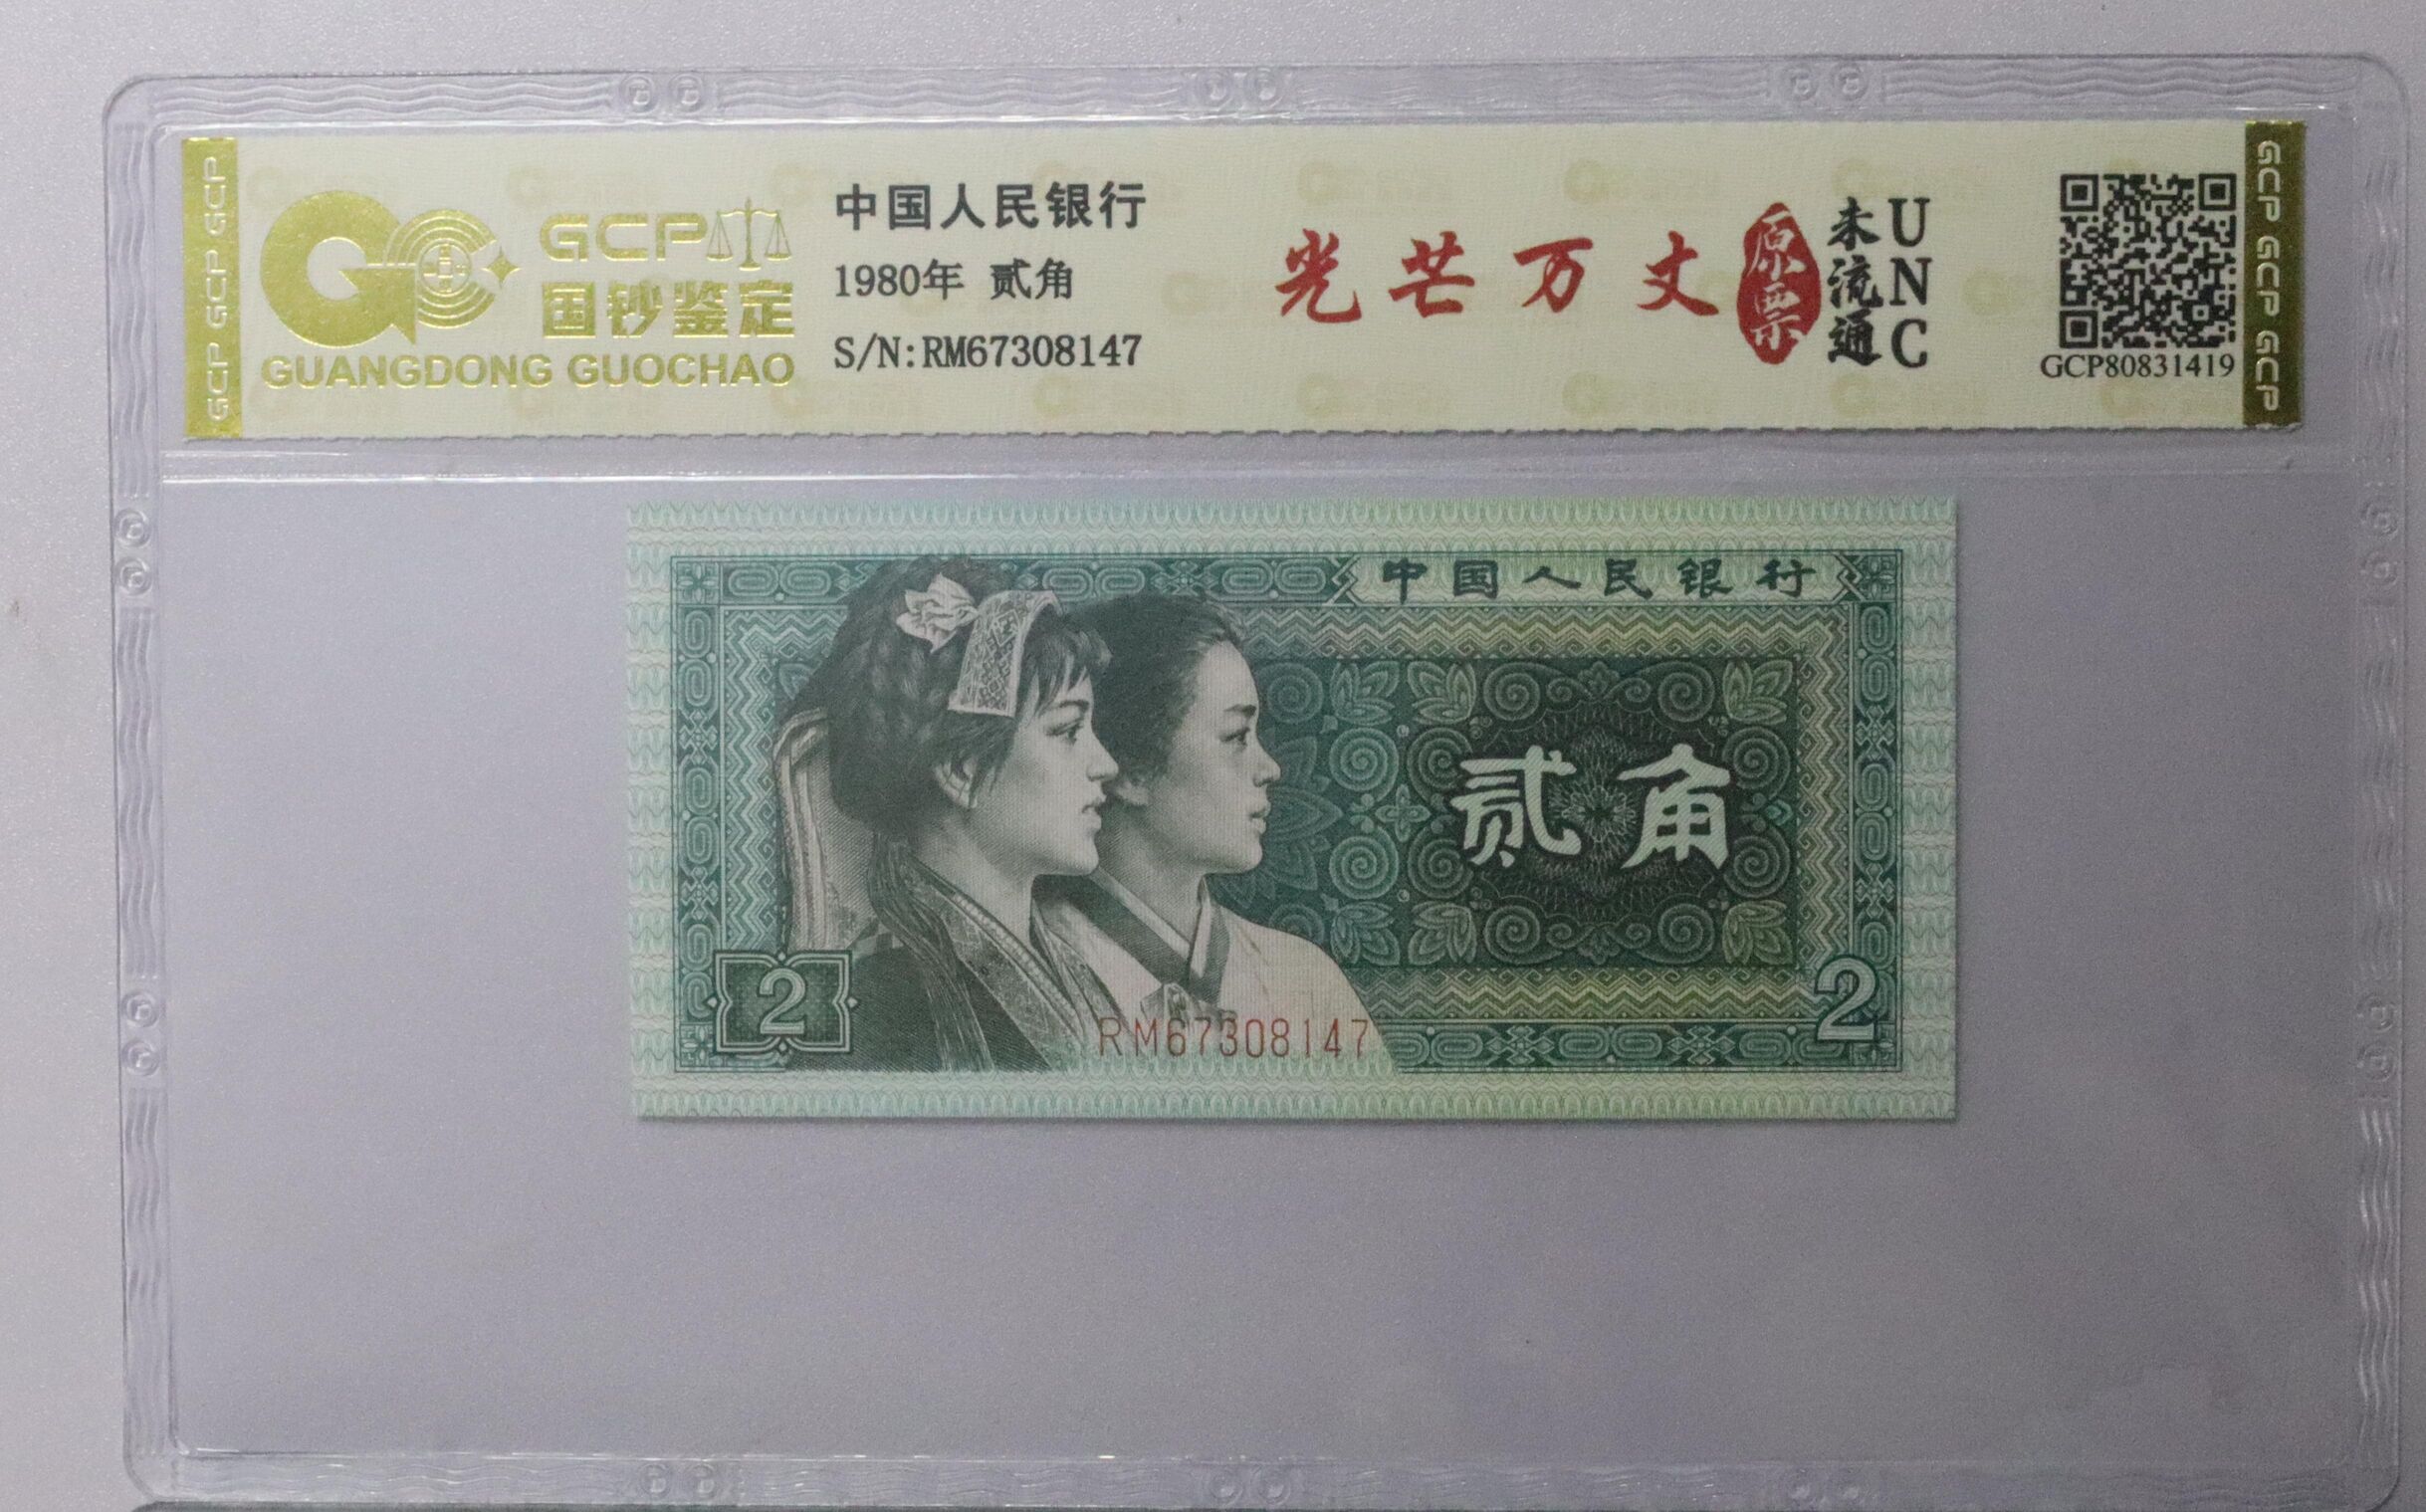 GCP GCP GCP
GCP
国钞鉴定
GUANGDONG GUOCHAO
中国人民银行
1980年 贰角
S/N:RM67308147
光芒万丈
原票
未流通
UNC
GCP80831419
GCP GCP GCP
中国人民银行
贰角
2
RM67308147
2